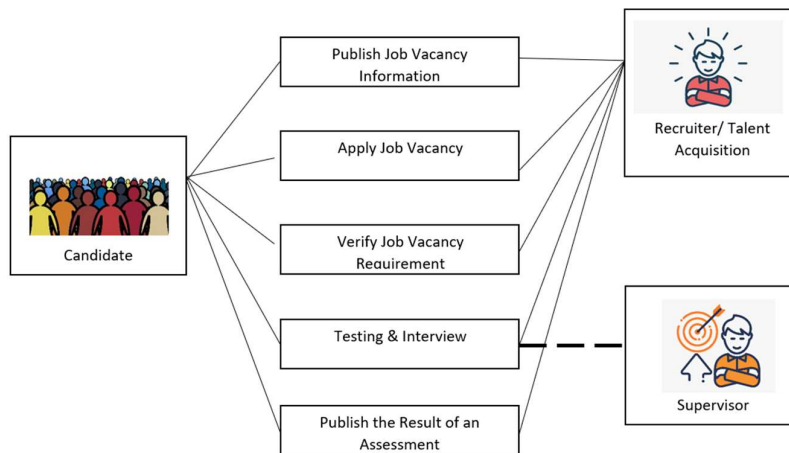 Publish Job Vacancy
Information
Recruiter/ Talent
Acquisition
Apply Job Vacancy
Candidate
Verify Job Vacancy
Requirement
Testing & Interview
Supervisor
Publish the Result of an
Assessment